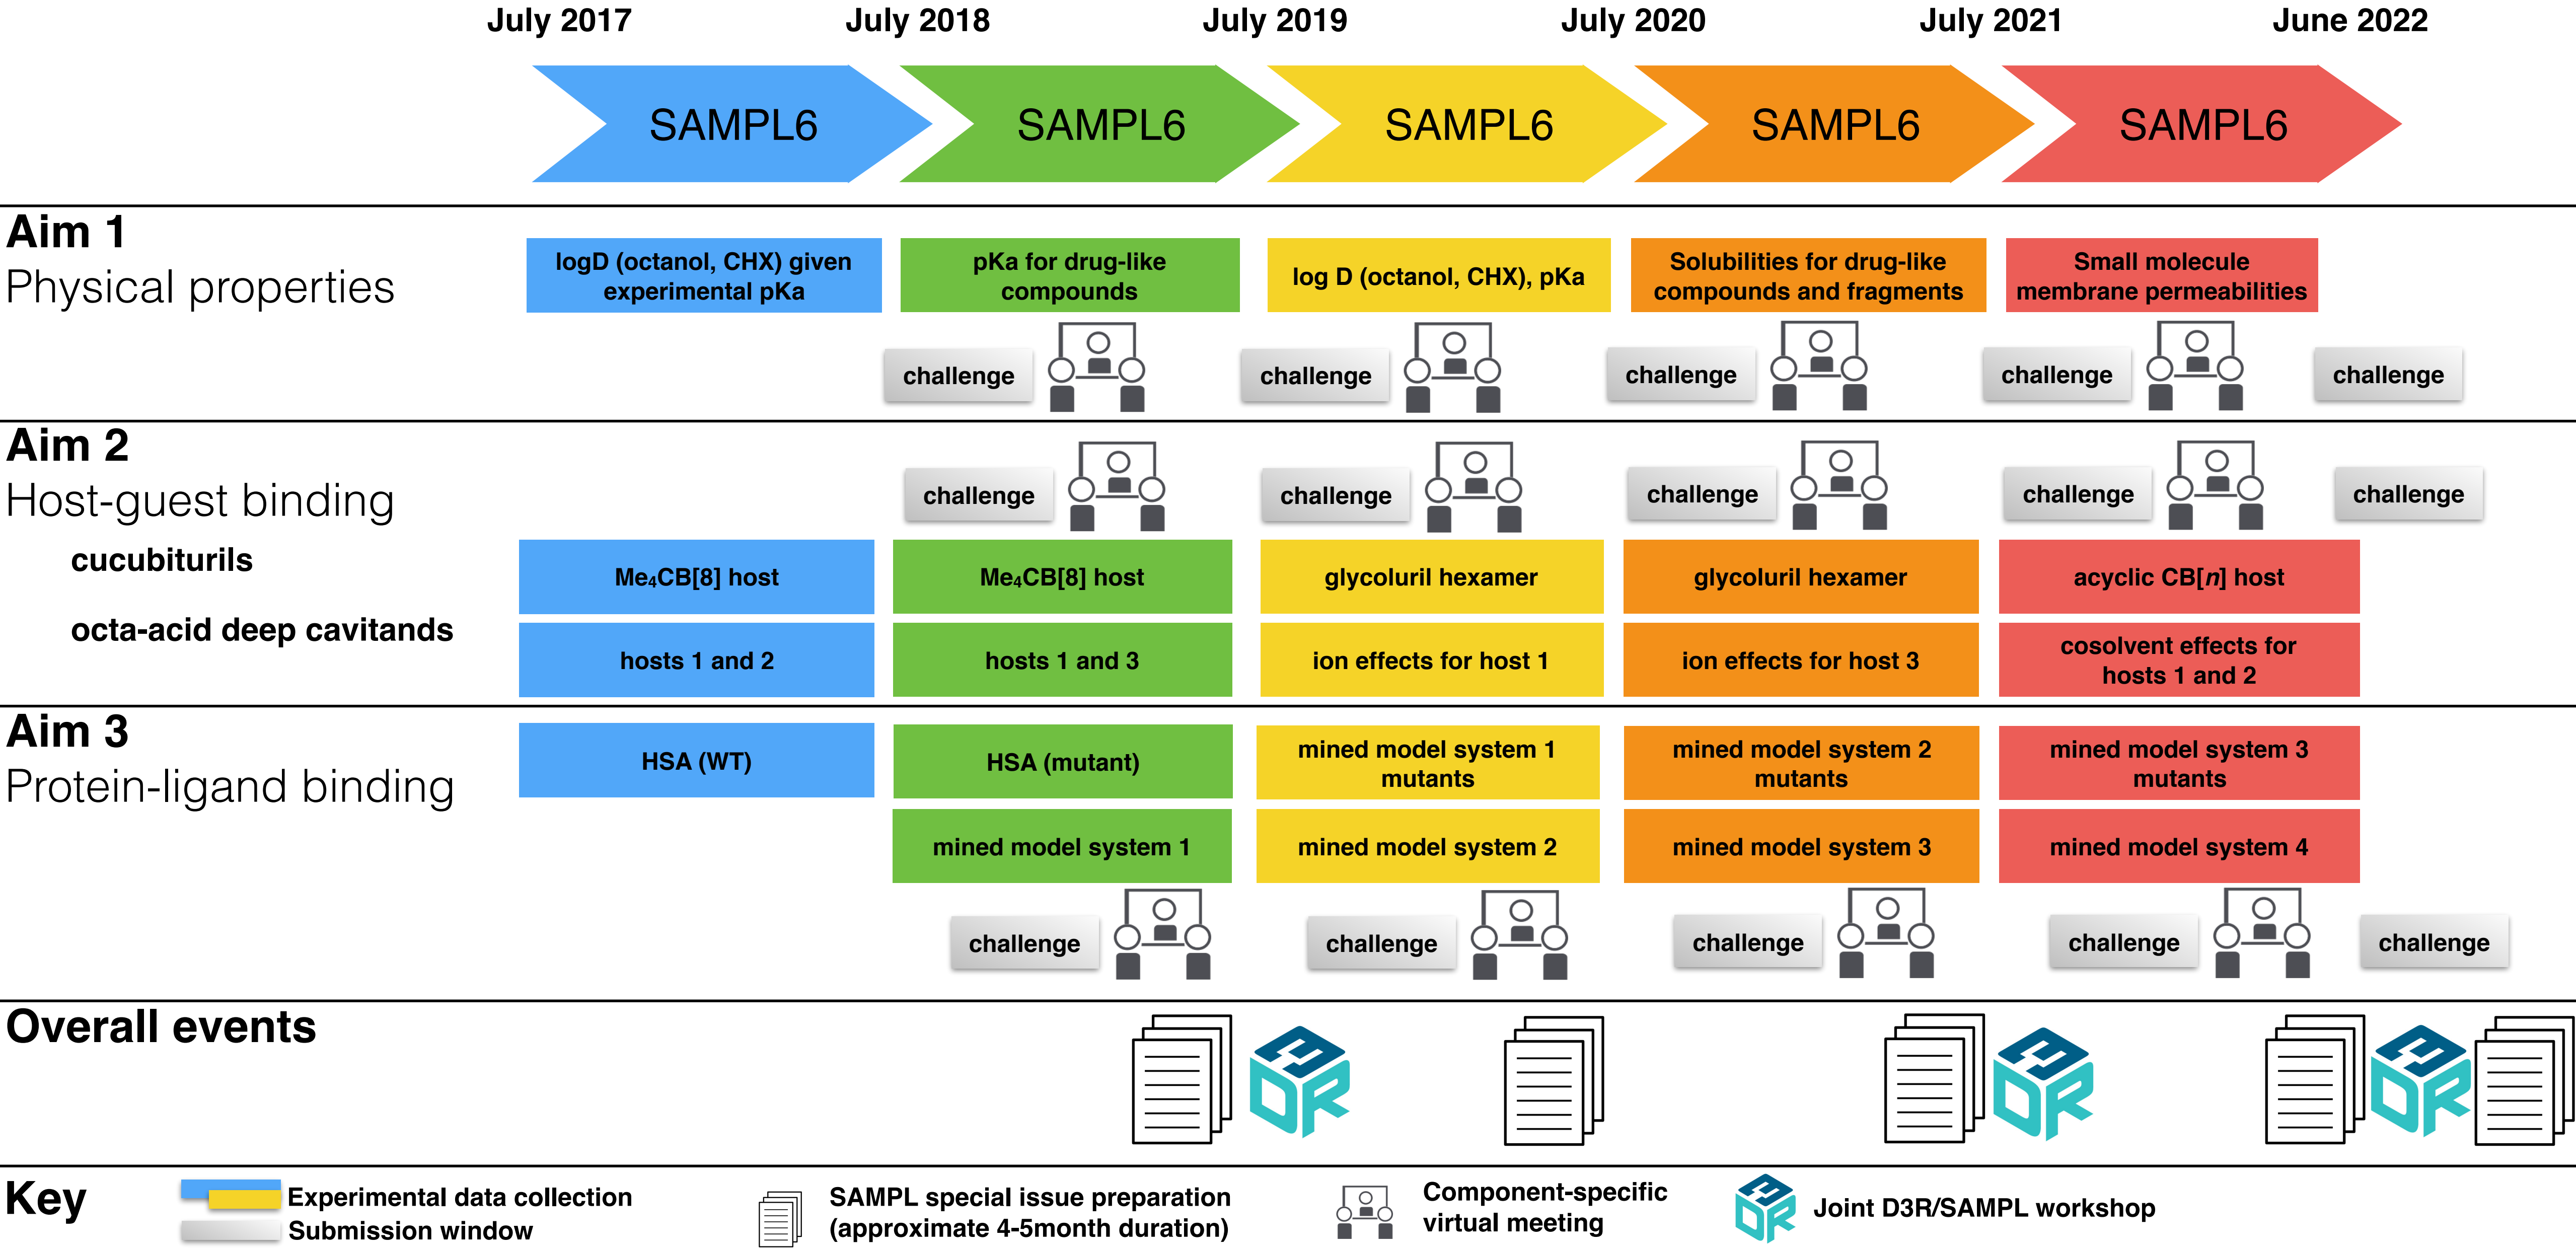 July 2017 July 2018 July 2019 July 2020 July 2021 June 2022
SAMPL6 SAMPL6 SAMPL6 SAMPL6 SAMPL6
Aim 1
Physical properties
logD (octanol, CHX) given
experimental pKa
pKa for drug-like
compounds
log D (octanol, CHX), pKa
Solubilities for drug-like
compounds and fragments
Small molecule
membrane permeabilities
challenge challenge challenge challenge challenge
Aim 2
Host-guest binding
challenge challenge challenge challenge challenge
cucubiturils
Me₄CB[8] host Me₄CB[8] host glycoluril hexamer glycoluril hexamer acyclic CB[n] host
octa-acid deep cavitands
hosts 1 and 2 hosts 1 and 3 ion effects for host 1 ion effects for host 3
cosolvent effects for
hosts 1 and 2
Aim 3
Protein-ligand binding
HSA (WT) HSA (mutant)
mined model system 1
mutants
mined model system 2
mutants
mined model system 3
mutants
mined model system 1 mined model system 2 mined model system 3 mined model system 4
challenge challenge challenge challenge challenge
Overall events
D3R D3R D3R
Key
Experimental data collection
Submission window
SAMPL special issue preparation
(approximate 4-5month duration)
Component-specific
virtual meeting
D3R
Joint D3R/SAMPL workshop